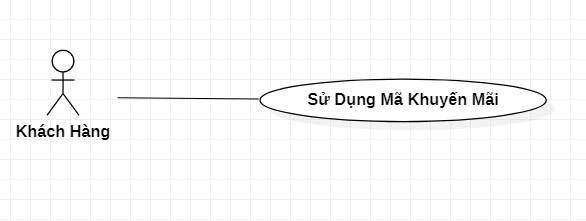 Sử Dụng Mã Khuyến Mãi
Khách Hàng